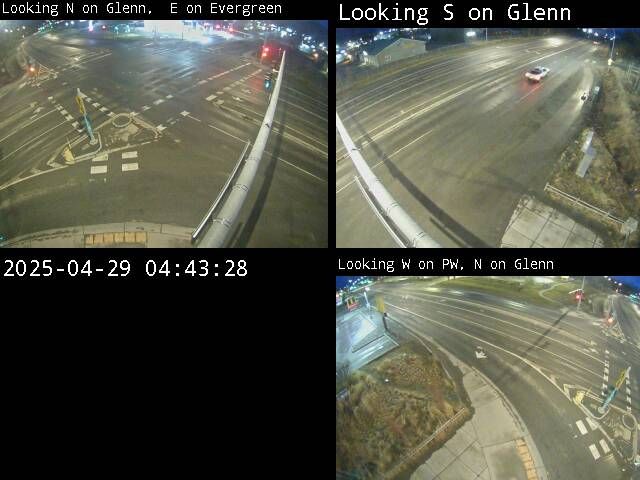 Looking N on Glenn,  E on Evergreen
Looking S on Glenn
2025-04-29 04:43:28
Looking W on PW, N on Glenn